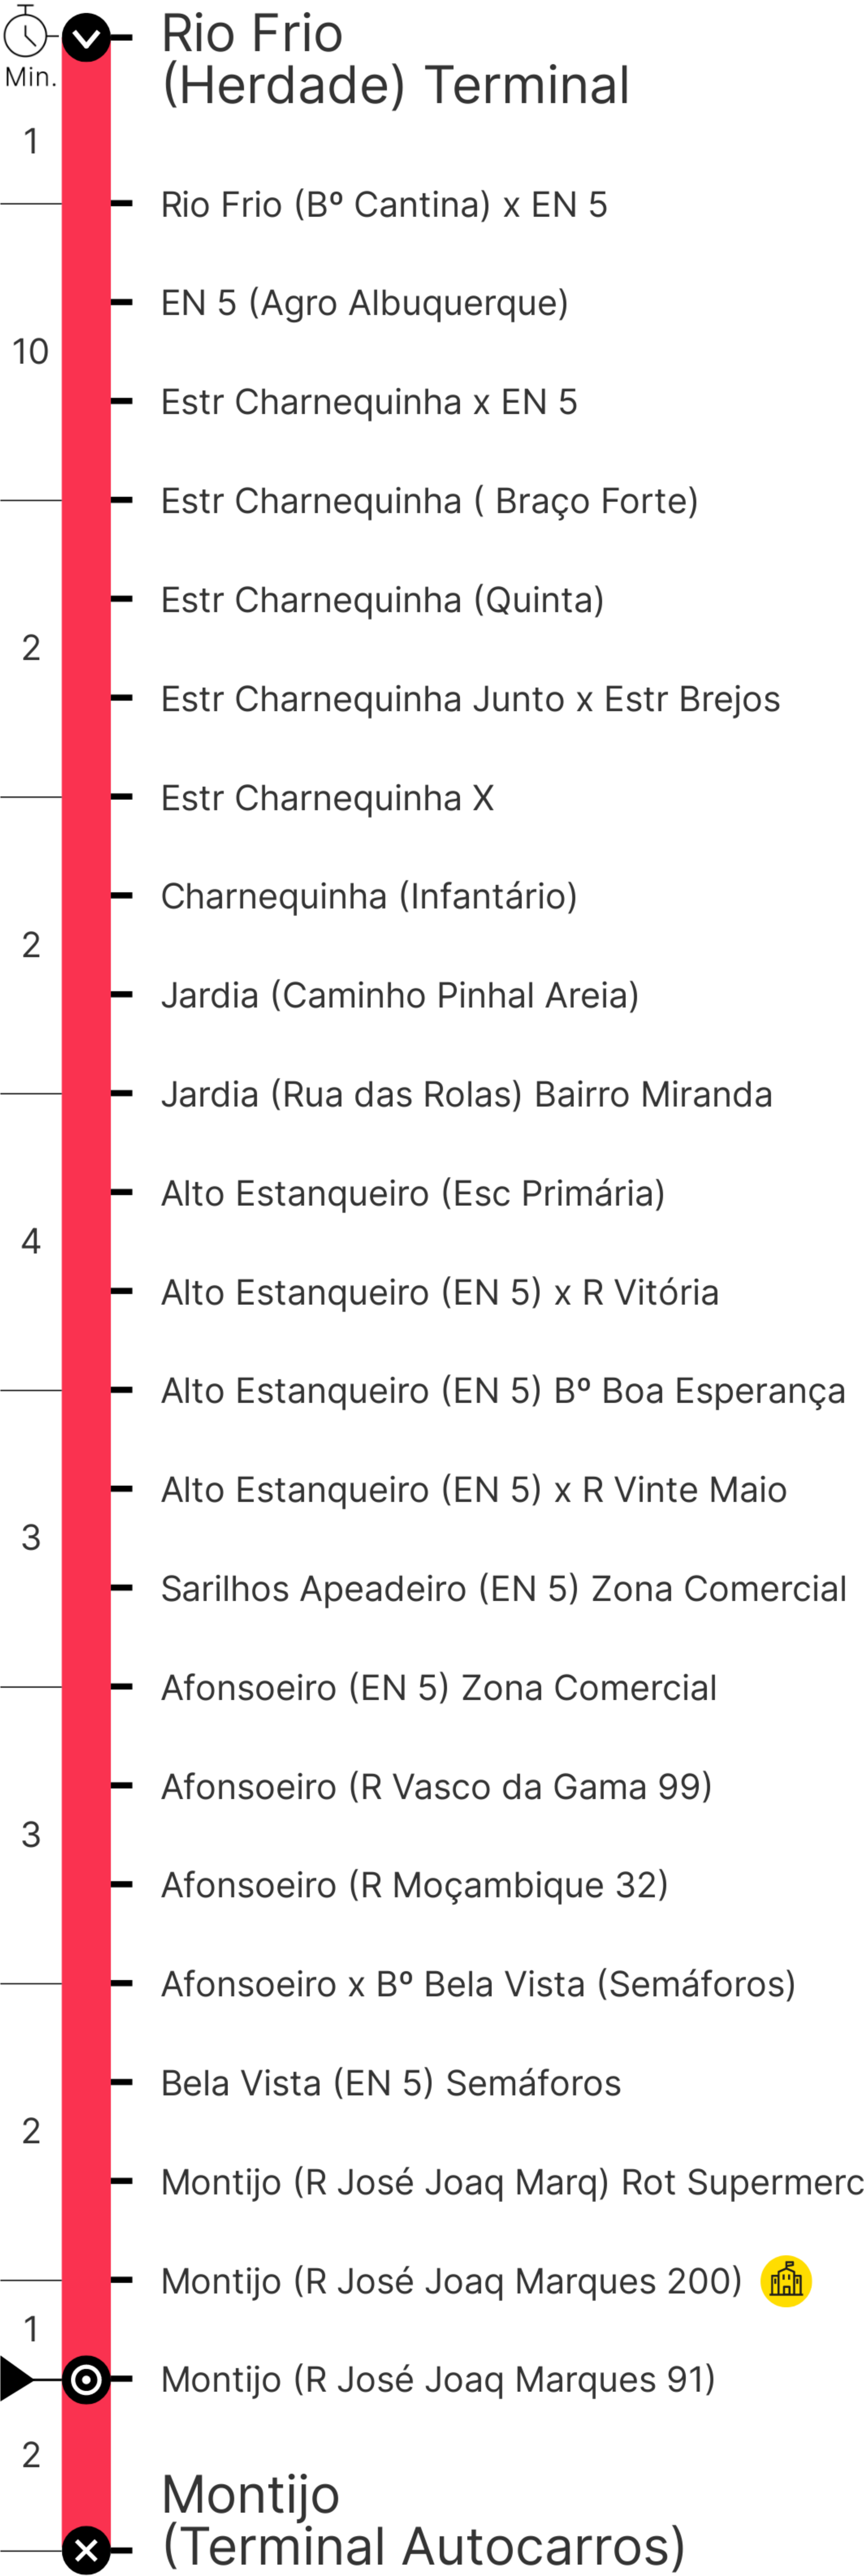 Rio Frio
(Herdade) Terminal
Min.
1
Rio Frio (Bº Cantina) x EN 5
EN 5 (Agro Albuquerque)
10
Estr Charnequinha x EN 5
Estr Charnequinha ( Braço Forte)
Estr Charnequinha (Quinta)
2
Estr Charnequinha Junto x Estr Brejos
Estr Charnequinha X
Charnequinha (Infantário)
2
Jardia (Caminho Pinhal Areia)
Jardia (Rua das Rolas) Bairro Miranda
Alto Estanqueiro (Esc Primária)
4
Alto Estanqueiro (EN 5) x R Vitória
Alto Estanqueiro (EN 5) Bº Boa Esperança
Alto Estanqueiro (EN 5) x R Vinte Maio
3
Sarilhos Apeadeiro (EN 5) Zona Comercial
Afonsoeiro (EN 5) Zona Comercial
Afonsoeiro (R Vasco da Gama 99)
3
Afonsoeiro (R Moçambique 32)
Afonsoeiro x Bº Bela Vista (Semáforos)
Bela Vista (EN 5) Semáforos
2
Montijo (R José Joaq Marq) Rot Supermerc
Montijo (R José Joaq Marques 200)
1
Montijo (R José Joaq Marques 91)
2
Montijo
(Terminal Autocarros)